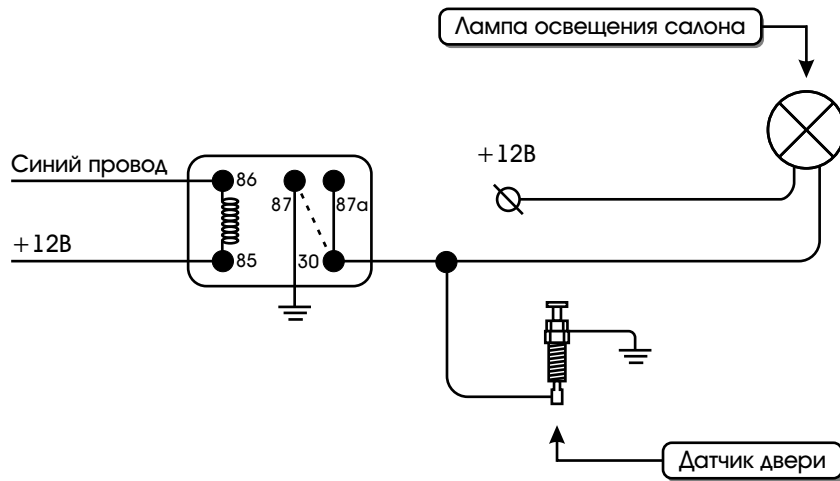 Лампа освещения салона
+12В
Синий провод
86
87
87a
+12В
85
30
Датчик двери